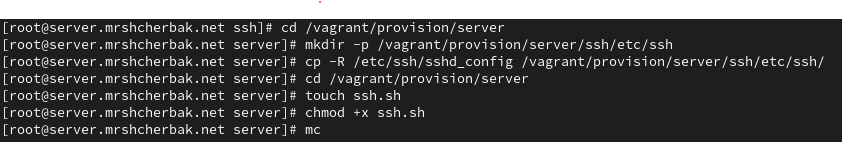 [root@server.mrshcherbak.net ssh]# cd /vagrant/provision/server
[root@server.mrshcherbak.net server]# mkdir -p /vagrant/provision/server/ssh/etc/ssh
[root@server.mrshcherbak.net server]# cp -R /etc/ssh/sshd_config /vagrant/provision/server/ssh/etc/ssh/
[root@server.mrshcherbak.net server]# cd /vagrant/provision/server
[root@server.mrshcherbak.net server]# touch ssh.sh
[root@server.mrshcherbak.net server]# chmod +x ssh.sh
[root@server.mrshcherbak.net server]# mc